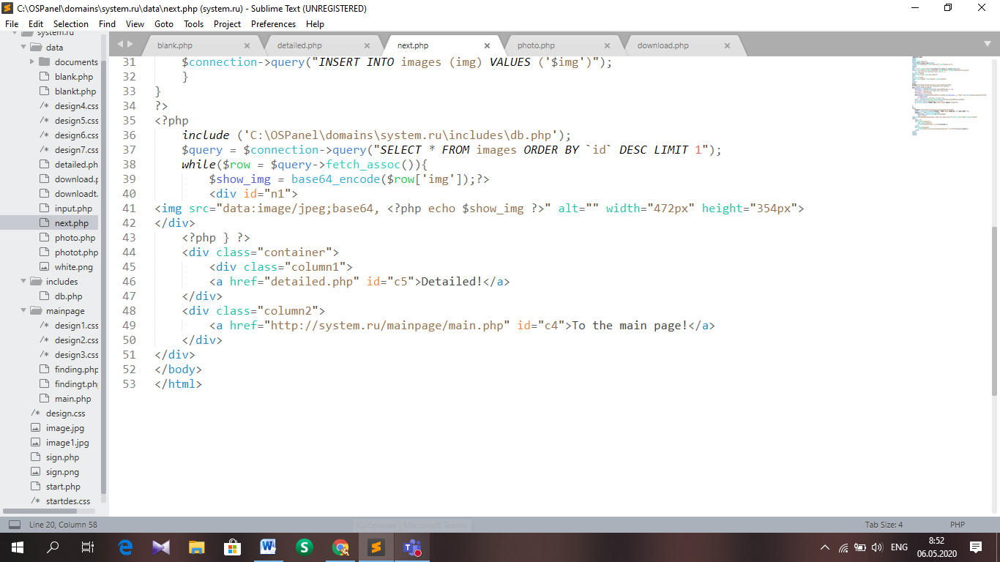 C:\OSPanel\domains\system.ru\data\next.php (system.ru) - Sublime Text (UNREGISTERED)
File Edit Selection Find View Goto Tools Project Preferences Help
system.ru
data
documents
blank.php
blankt.php
design4.css
design5.css
design6.css
design7.css
detailed.ph
download.p
downloadt.
input.php
next.php
photo.php
photot.php
white.png
includes
db.php
mainpage
design1.css
design2.css
design3.css
finding.php
findingt.ph
main.php
design.css
image.jpg
image1.jpg
sign.php
sign.png
start.php
startdes.css
blank.php × detailed.php × next.php × photo.php × download.php ×
31 $connection->query("INSERT INTO images (img) VALUES ('$img')");
32 }
33 }
34 ?>
35 <?php
36 include ('C:\OSPanel\domains\system.ru\includes\db.php');
37 $query = $connection->query("SELECT * FROM images ORDER BY `id` DESC LIMIT 1");
38 while($row = $query->fetch_assoc()){
39 $show_img = base64_encode($row['img']);?>
40 <div id="n1">
41 <img src="data:image/jpeg;base64, <?php echo $show_img ?>" alt="" width="472px" height="354px">
42 </div>
43 <?php } ?>
44 <div class="container">
45 <div class="column1">
46 <a href="detailed.php" id="c5">Detailed!</a>
47 </div>
48 <div class="column2">
49 <a href="http://system.ru/mainpage/main.php" id="c4">To the main page!</a>
50 </div>
51 </div>
52 </body>
53 </html>
Line 20, Column 58
Собрание | Microsoft Teams
Tab Size: 4 PHP
ENG
8:52
06.05.2020